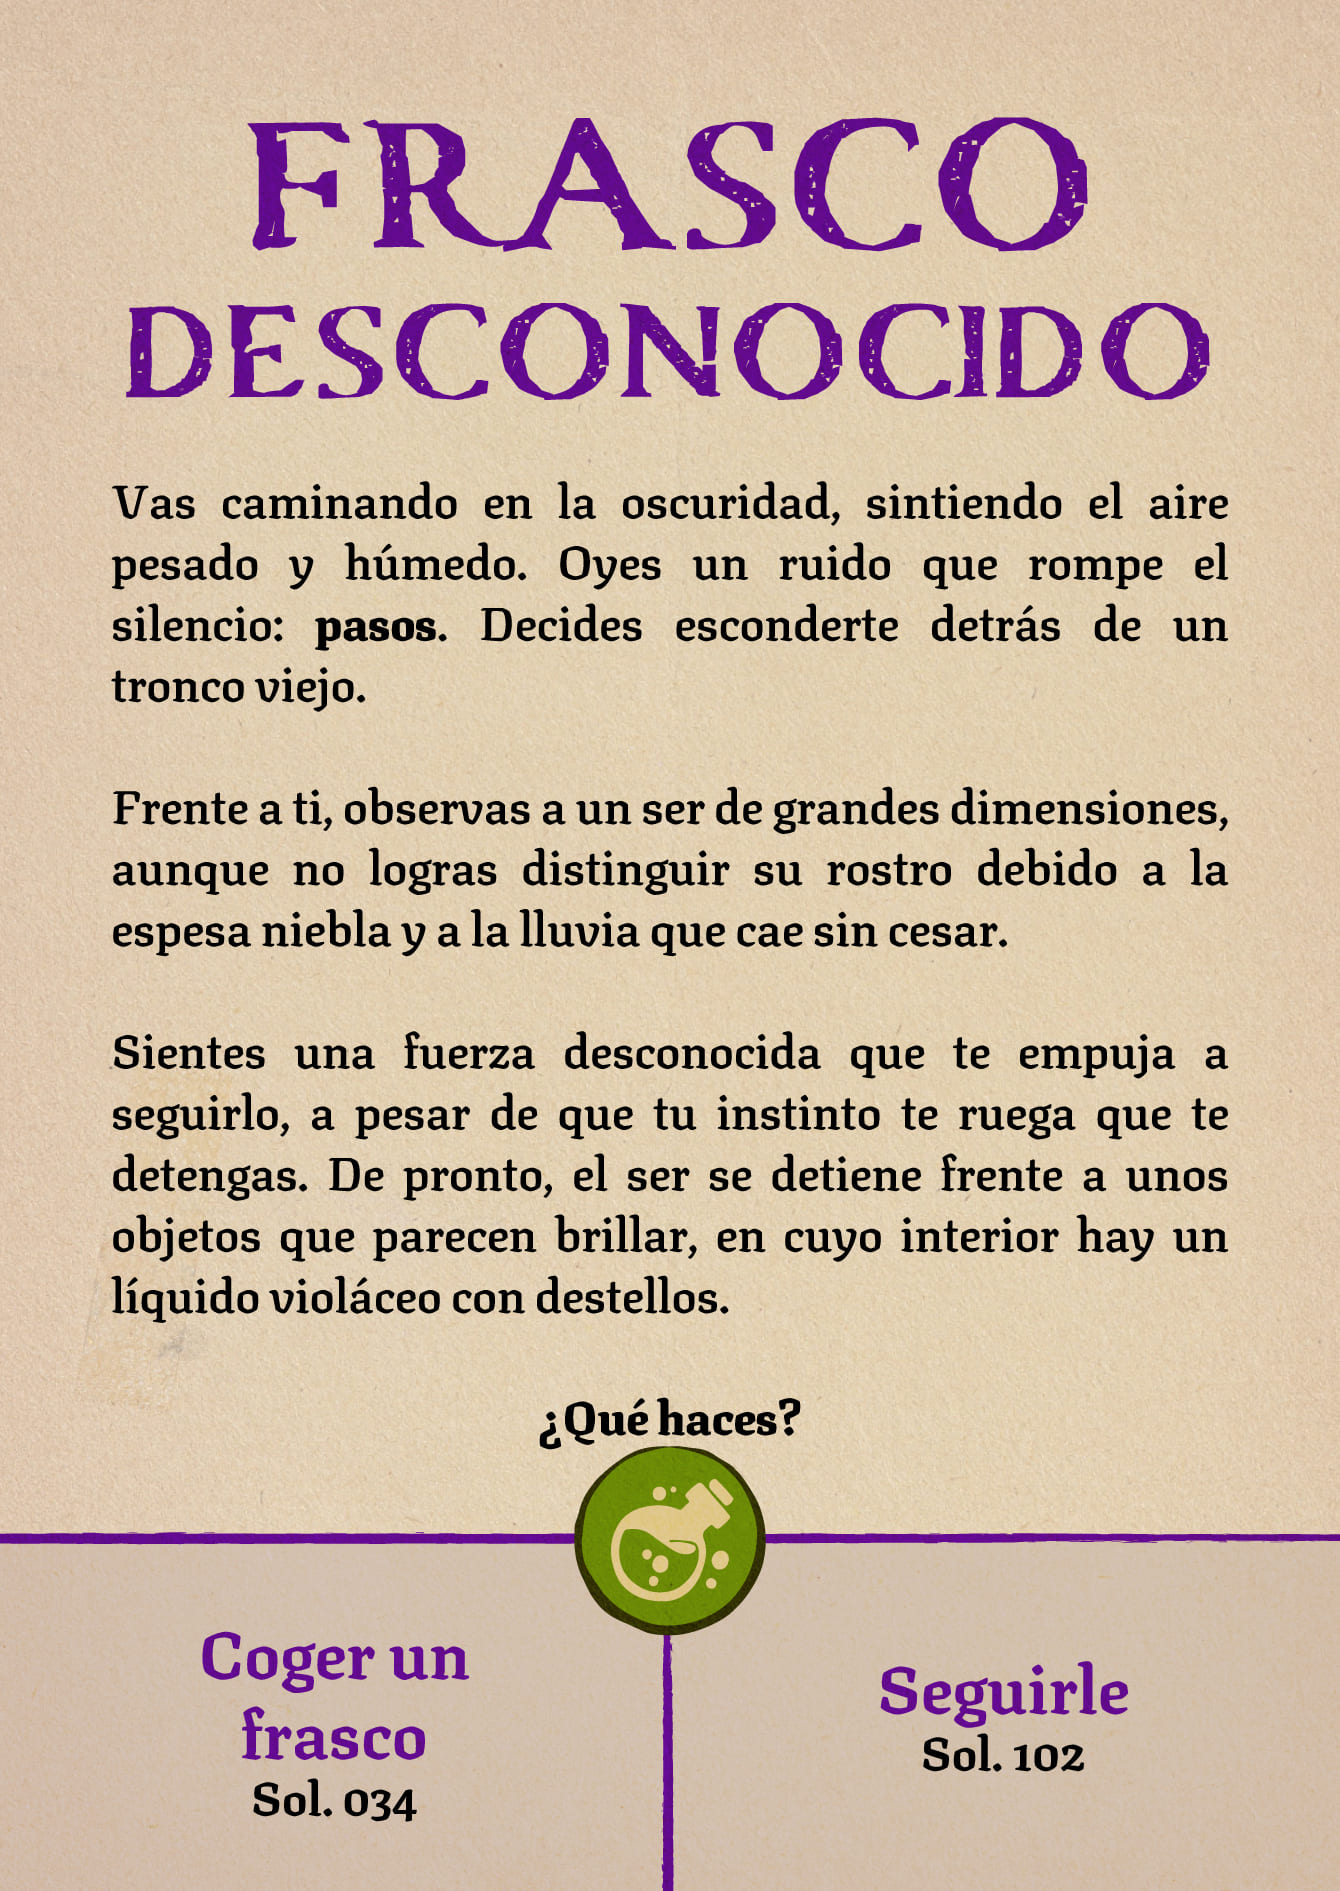 FRASCO
DESCONOCIDO
Vas caminando en la oscuridad, sintiendo el aire
pesado y húmedo. Oyes un ruido que rompe el
silencio: pasos. Decides esconderte detrás de un
tronco viejo.
Frente a ti, observas a un ser de grandes dimensiones,
aunque no logras distinguir su rostro debido a la
espesa niebla y a la lluvia que cae sin cesar.
Sientes una fuerza desconocida que te empuja a
seguirlo, a pesar de que tu instinto te ruega que te
detengas. De pronto, el ser se detiene frente a unos
objetos que parecen brillar, en cuyo interior hay un
líquido violáceo con destellos.
¿Qué haces?
Coger un
frasco
Sol. 034
Seguirle
Sol. 102